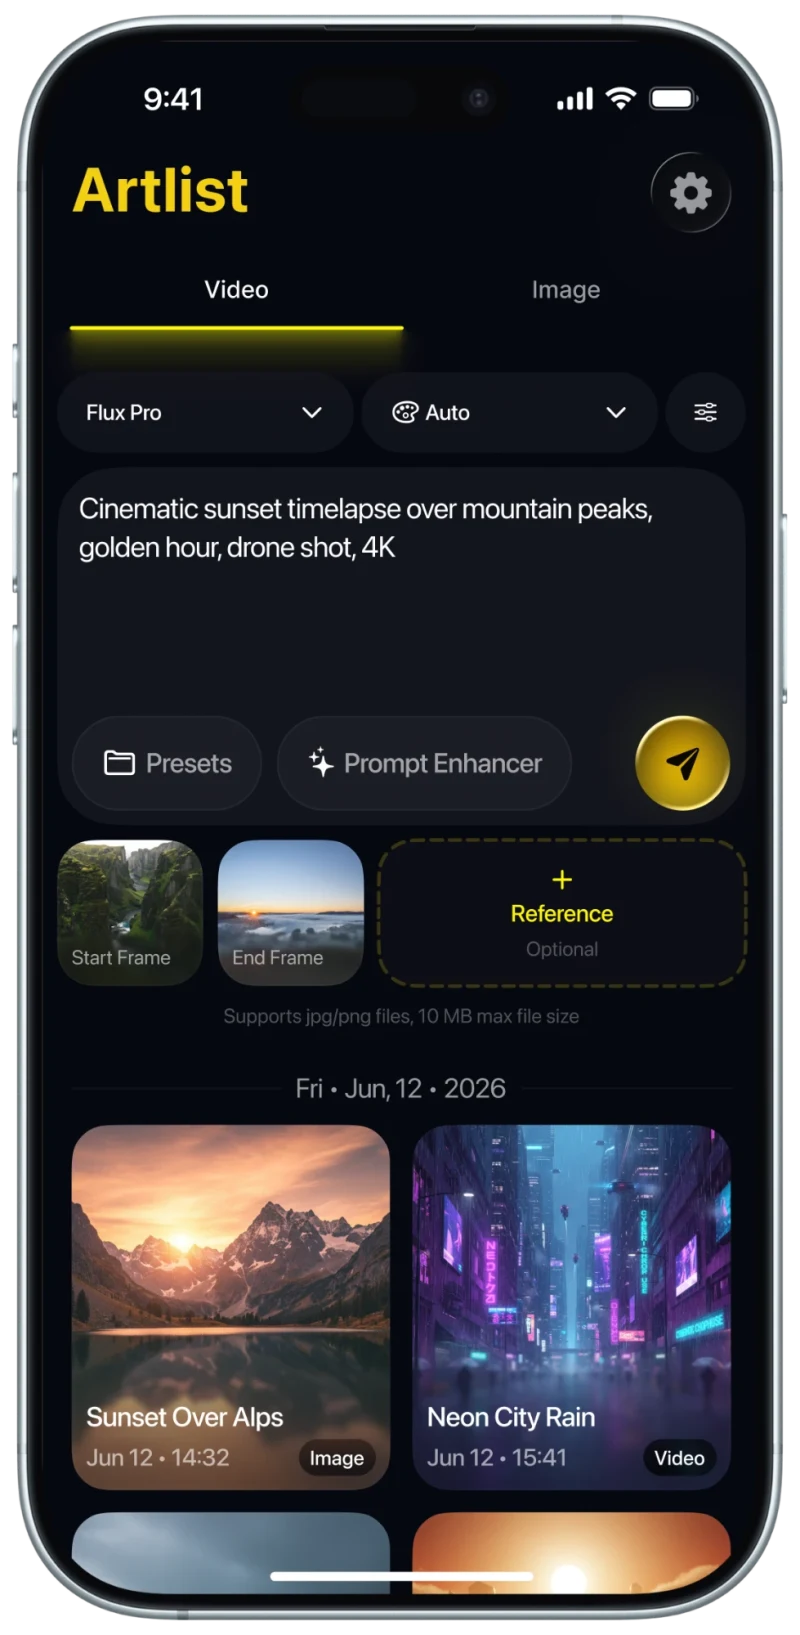 9:41
Artlist
Video
Image
Flux Pro
Auto
Cinematic sunset timelapse over mountain peaks,
golden hour, drone shot, 4K
Presets
Prompt Enhancer
Start Frame
End Frame
+
Reference
Optional
Supports jpg/png files, 10 MB max file size
Fri • Jun, 12 • 2026
Sunset Over Alps
Jun 12 • 14:32
Image
Neon City Rain
Jun 12 • 15:41
Video